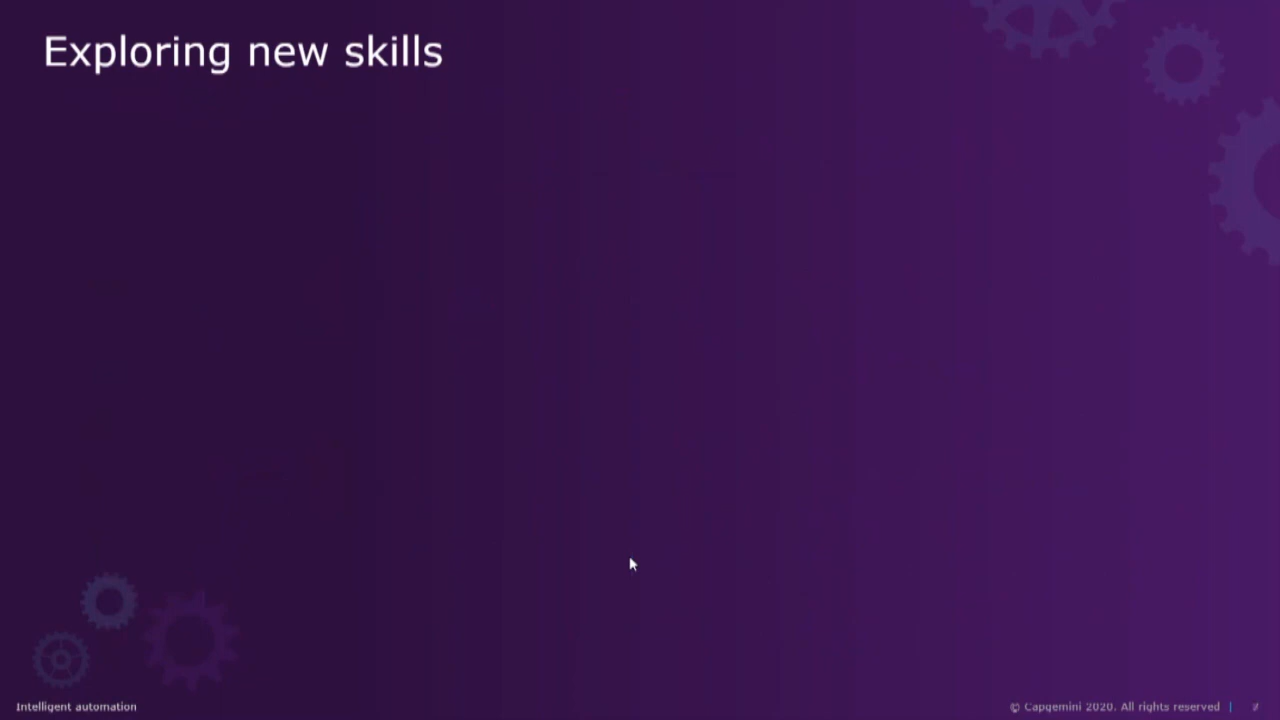 Exploring new skills
Intelligent automation
© Capgemini 2020. All rights reserved |